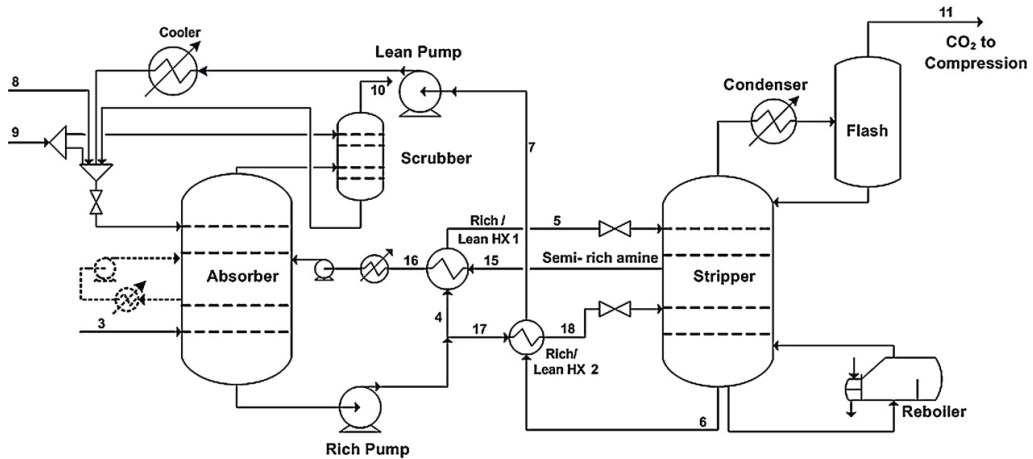 11
Cooler
Lean Pump
CO₂ to
Compression
8
10
Condenser
9
Flash
7
Scrubber
Rich /
Lean HX 1
5
16
15
Semi- rich amine
Absorber
Stripper
3
4
17
18
Rich/
Lean HX 2
6
Reboiler
Rich Pump